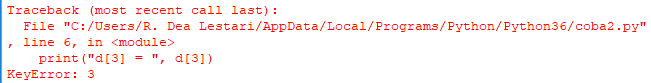 Traceback (most recent call last):
  File "C:/Users/R. Dea Lestari/AppData/Local/Programs/Python/Python36/coba2.py"
, line 6, in <module>
    print("d[3] = ", d[3])
KeyError: 3